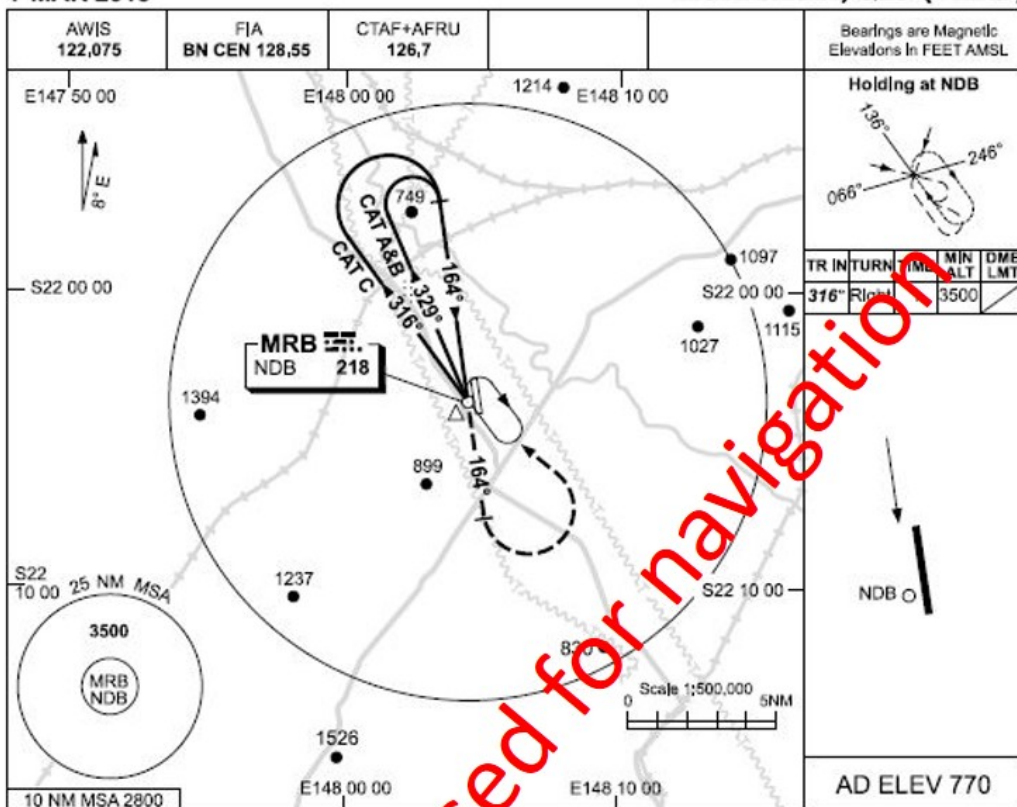 AWIS
122,075
FIA
BN CEN 128,55
CTAF+AFRU
126,7
Bearings are Magnetic
Elevations in FEET AMSL
E147 50 00
E148 00 00
1214
E148 10 00
Holding at NDB
136°
246°
066°
8° E
749
CAT A&B
CAT C
329°
316°
164°
1097
TR IN TURN TIME MIN ALT DME LMT
316° Right 3500
S22 00 00
S22 00 00
1115
1027
MRB
NDB 218
1394
164°
899
S22
10 00
25 NM MSA
3500
MRB
NDB
1237
S22 10 00
NDB
Scale 1:500,000
0 5NM
1526
E148 00 00
E148 10 00
10 NM MSA 2800
AD ELEV 770
sed for navigation